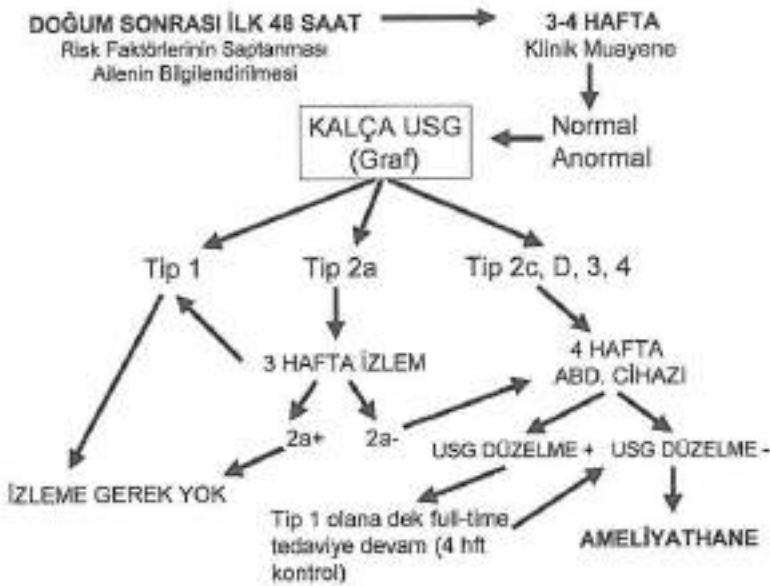 DOĞUM SONRASI İLK 48 SAAT
Risk Faktörlerinin Saptanması
Ailenin Bilgilendirilmesi
3-4 HAFTA
Klinik Muayene
Normal
Anormal
KALÇA USG
(Graf)
Tip 1
Tip 2a
Tip 2c, D, 3, 4
3 HAFTA İZLEM
4 HAFTA
ABD. CİHAZI
2a+
2a-
USG DÜZELME +
USG DÜZELME -
İZLEME GEREK YOK
Tip 1 olana dek full-time
tedaviye devam (4 hft
kontrol)
AMELİYATHANE